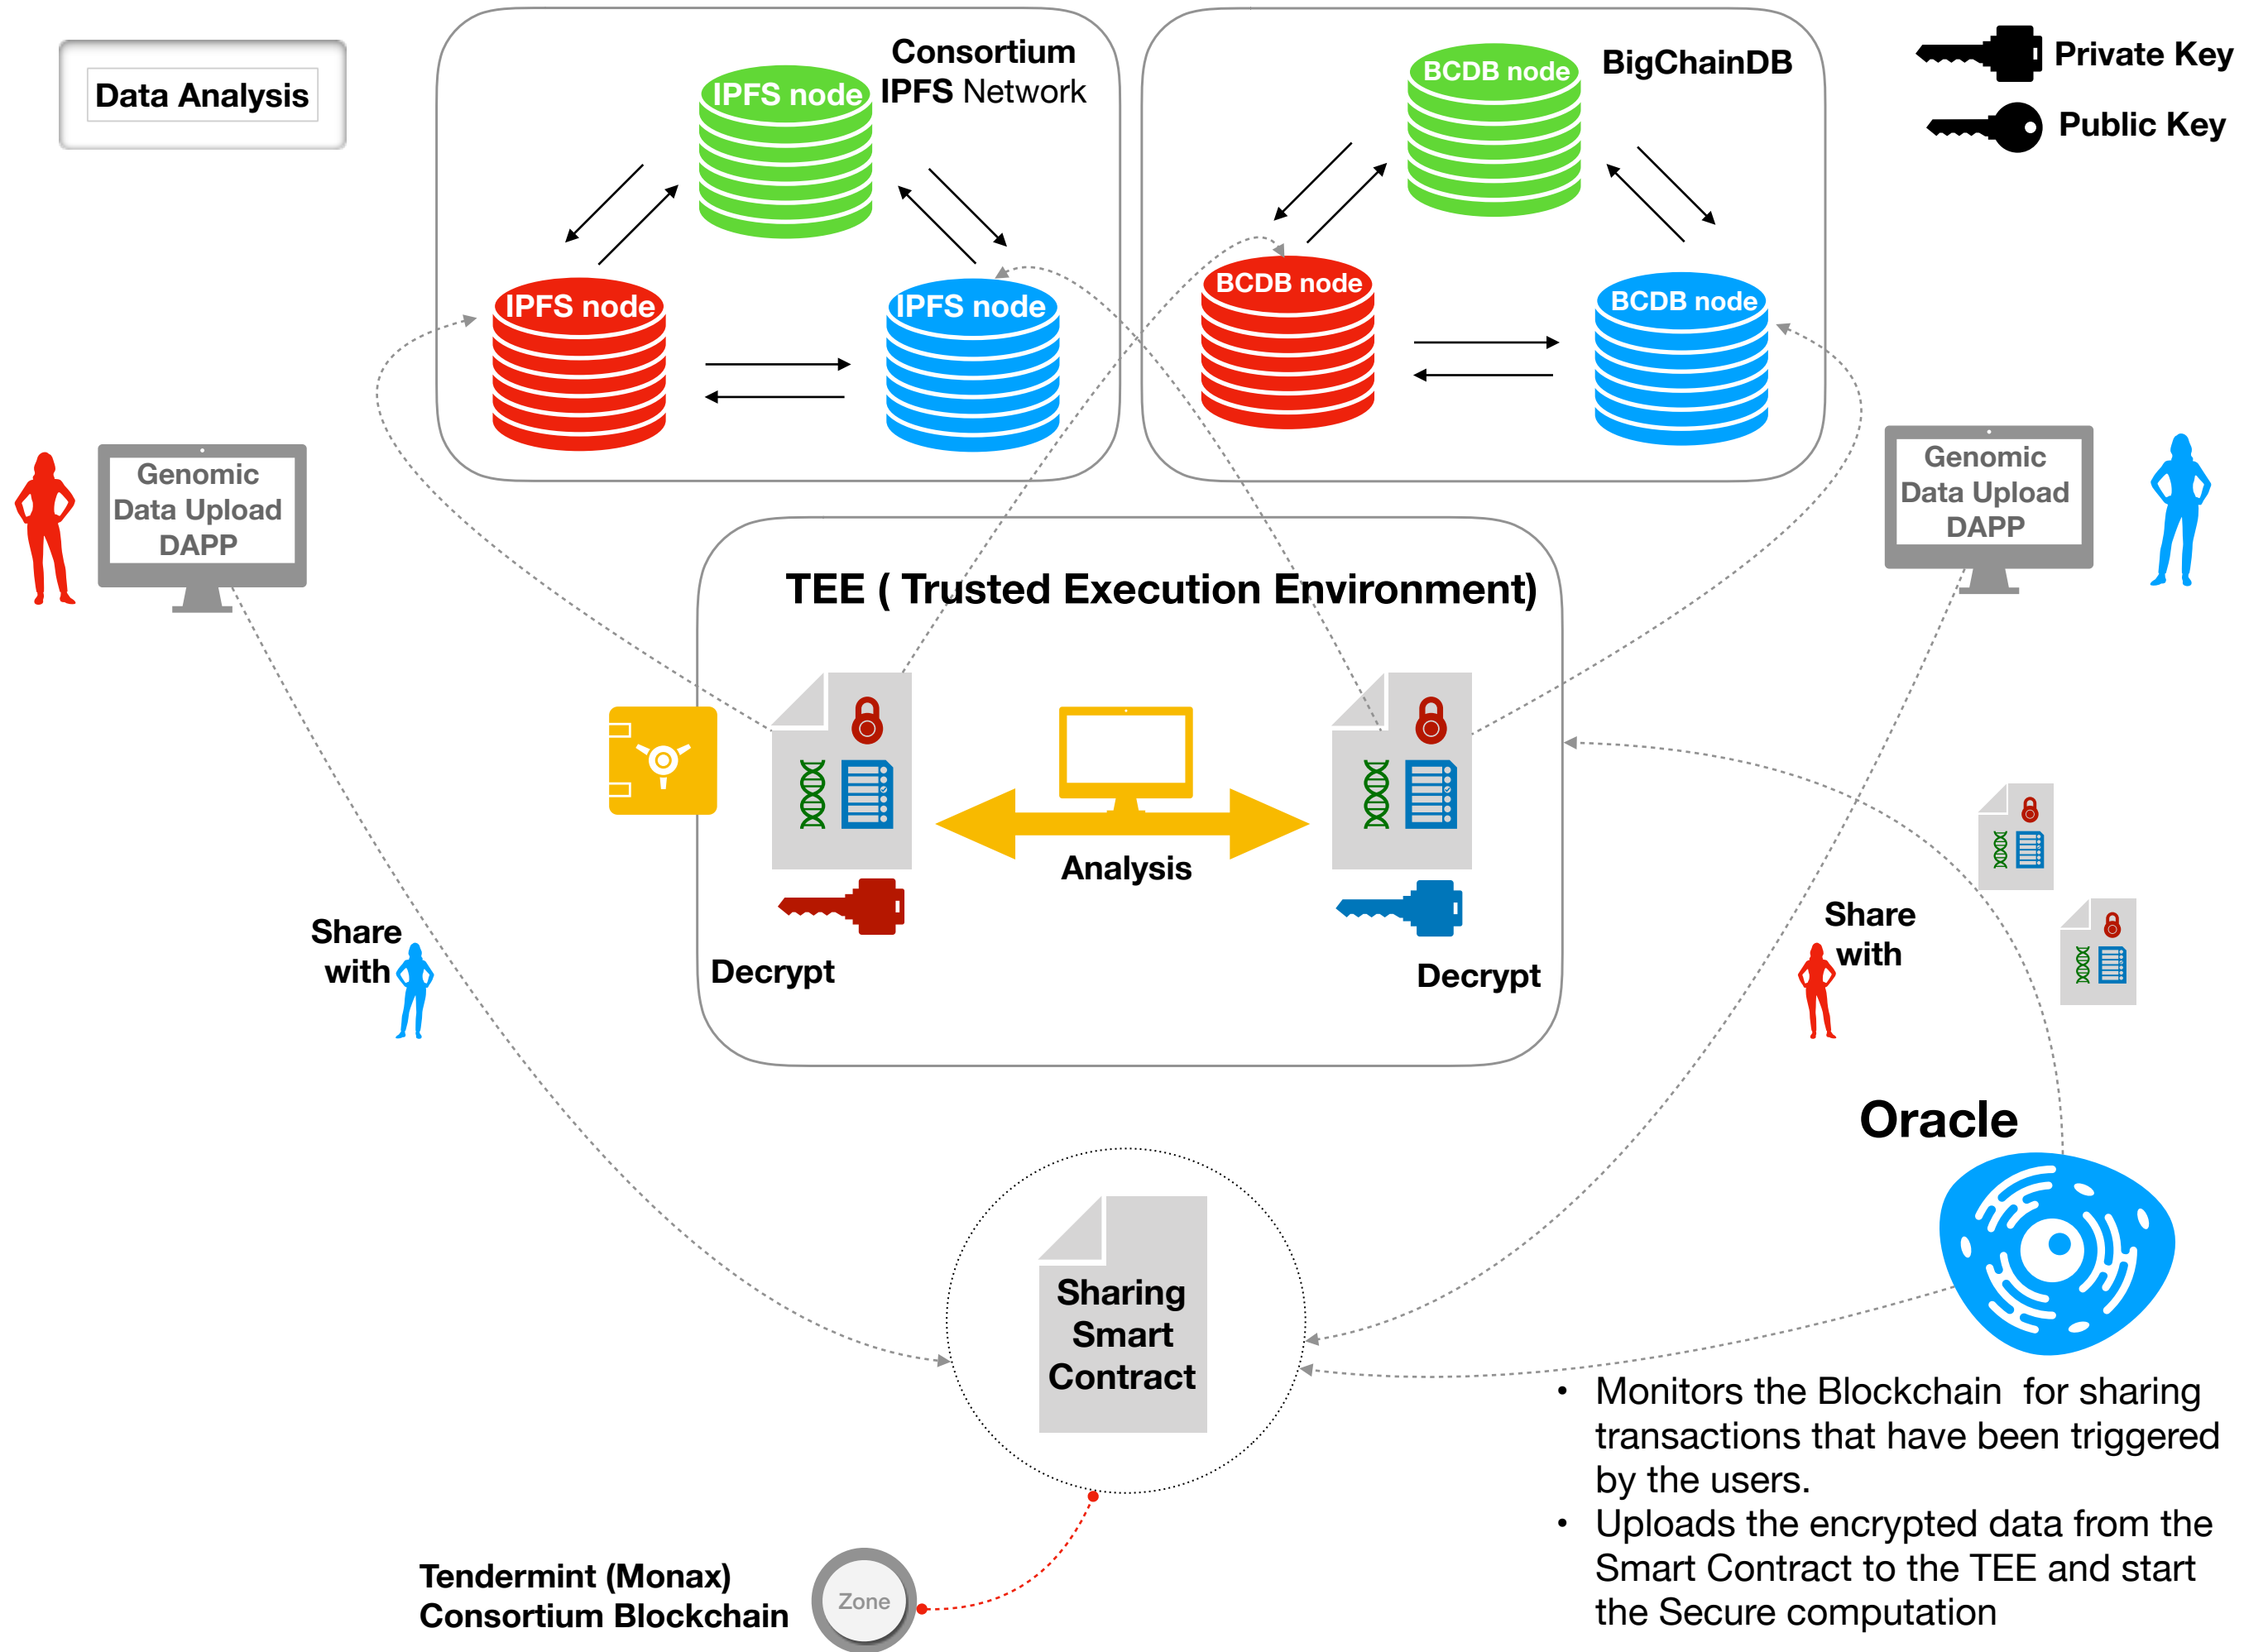 Data Analysis
Consortium
IPFS Network
IPFS node
IPFS node
IPFS node
BigChainDB
BCDB node
BCDB node
BCDB node
Private Key
Public Key
Genomic
Data Upload
DAPP
Genomic
Data Upload
DAPP
TEE ( Trusted Execution Environment)
Analysis
Decrypt
Decrypt
Share
with
Share
with
Oracle
Sharing
Smart
Contract
• Monitors the Blockchain  for sharing
transactions that have been triggered
by the users.
• Uploads the encrypted data from the
Smart Contract to the TEE and start
the Secure computation
Tendermint (Monax)
Consortium Blockchain
Zone